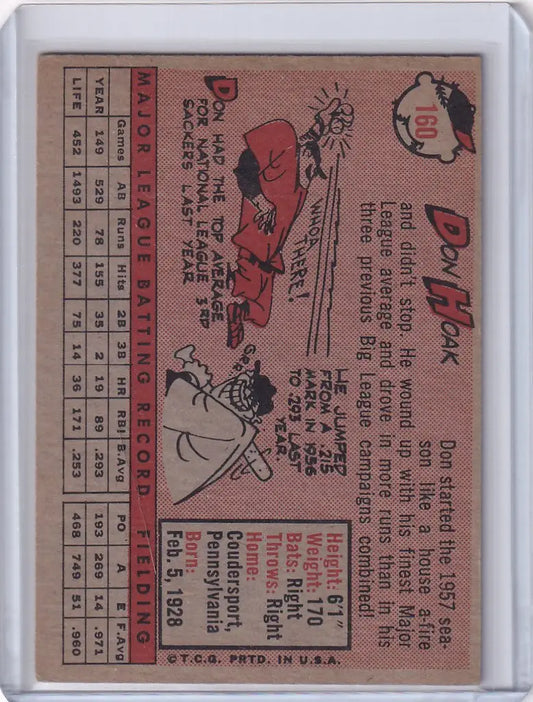 160
DON HOAK
Don started the 1957 sea-
son like a house a-fire
and didn't stop. He wound up with his finest Major
League average and drove in more runs than in his
three previous Big League campaigns combined!
WHOA
THERE!
DON HAD THE TOP AVERAGE
FOR NATIONAL LEAGUE 3RD
SACKERS LAST YEAR
HE JUMPED
FROM A .215
MARK IN 1956
TO .293 LAST
YEAR.
Height: 6'1"
Weight: 170
Bats: Right
Throws: Right
Home:
Coudersport,
Pennsylvania
Born:
Feb. 5, 1928
MAJOR LEAGUE BATTING RECORD FIELDING
Games AB Runs Hits 2B 3B HR RBI B.Avg PO A E F.Avg
YEAR 149 529 78 155 35 2 19 89 .293 193 269 14 .971
LIFE 452 1493 220 377 75 14 36 171 .253 468 749 51 .960
© T.C.G. PRTD. IN U.S.A.